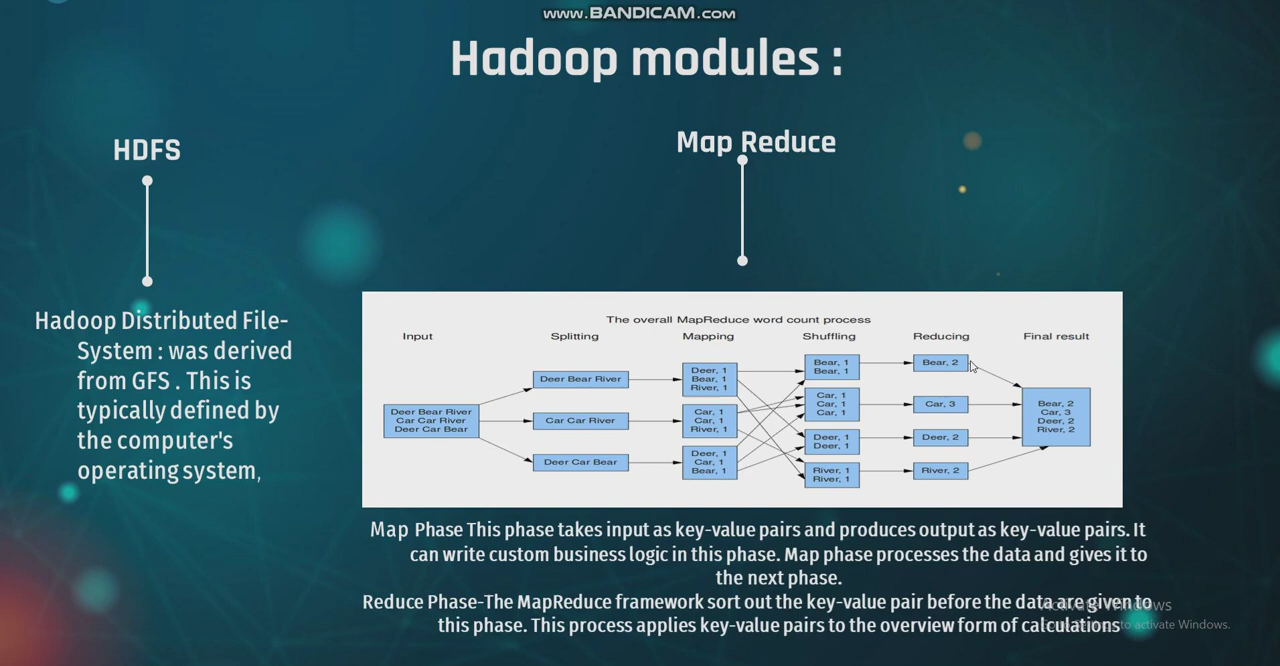 www.BANDICAM.com
Hadoop modules :
HDFS
Map Reduce
Hadoop Distributed File-
System : was derived
from GFS . This is
typically defined by
the computer's
operating system,
The overall MapReduce word count process
Input Splitting Mapping Shuffling Reducing Final result
Deer Bear River
Car Car River
Deer Car Bear
Deer Bear River
Car Car River
Deer Car Bear
Deer, 1
Bear, 1
River, 1
Car, 1
Car, 1
River, 1
Deer, 1
Car, 1
Bear, 1
Bear, 1
Bear, 1
Car, 1
Car, 1
Car, 1
Deer, 1
Deer, 1
River, 1
River, 1
Bear, 2
Car, 3
Deer, 2
River, 2
Bear, 2
Car, 3
Deer, 2
River, 2
Map Phase This phase takes input as key-value pairs and produces output as key-value pairs. It
can write custom business logic in this phase. Map phase processes the data and gives it to
the next phase.
Reduce Phase-The MapReduce framework sort out the key-value pair before the data are given to
this phase. This process applies key-value pairs to the overview form of calculations
Activate Windows
to activate Windows.